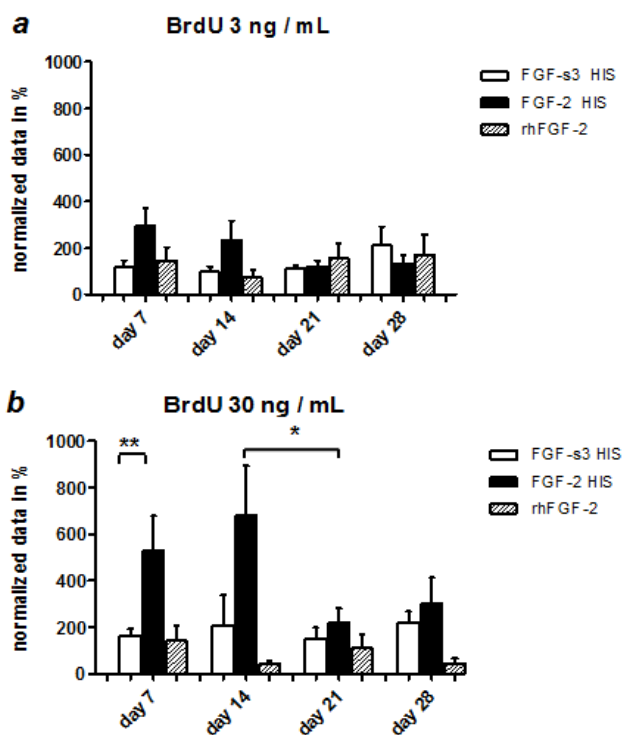 a
BrdU 3 ng / mL
normalized data in %
1000
800
600
400
200
0
FGF-s3 HIS
FGF-2 HIS
rhFGF-2
day 7
day 14
day 21
day 28
b
BrdU 30 ng / mL
normalized data in %
1000
800
600
400
200
0
**
*
FGF-s3 HIS
FGF-2 HIS
rhFGF-2
day 7
day 14
day 21
day 28